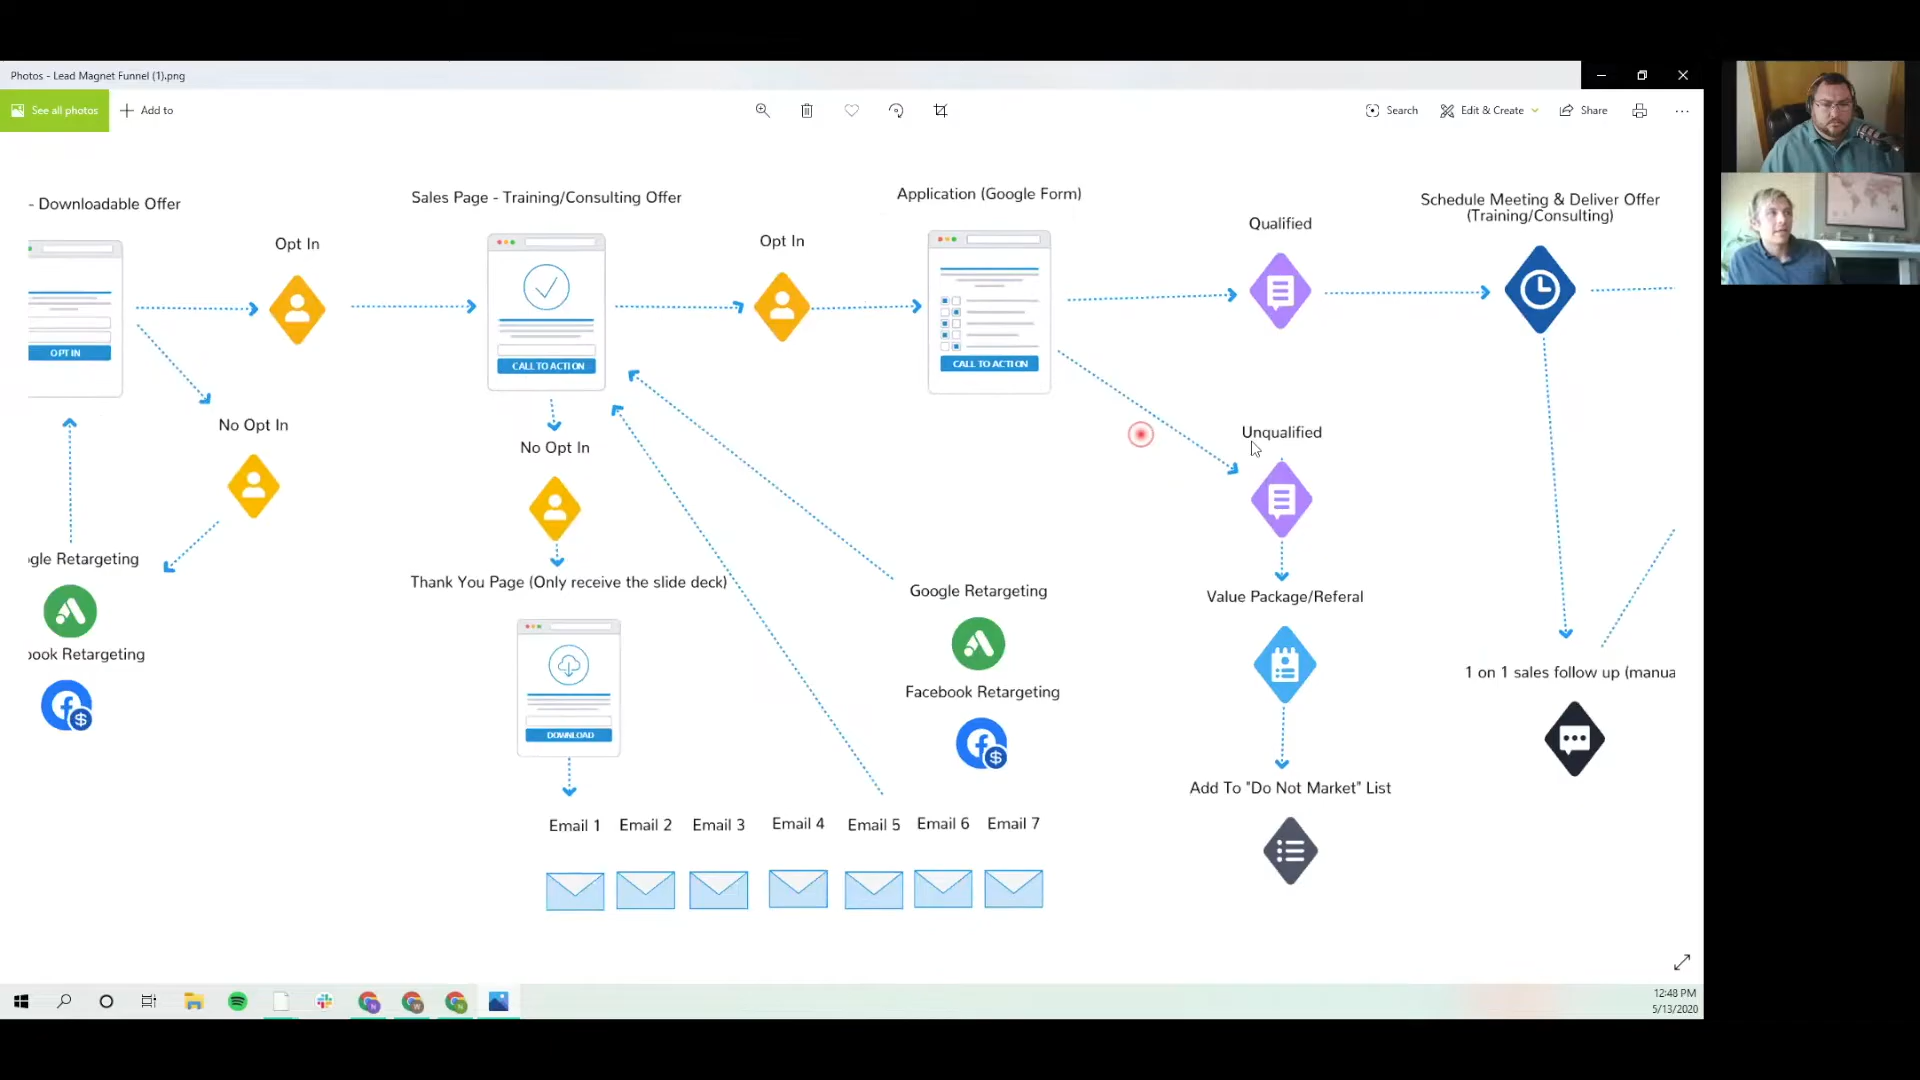 Photos - Lead Magnet Funnel (1).png
See all photos
Add to
Search
Edit & Create
Share
- Downloadable Offer
Sales Page - Training/Consulting Offer
Application (Google Form)
Schedule Meeting & Deliver Offer
(Training/Consulting)
Opt In
Opt In
Qualified
OPT IN
CALL TO ACTION
CALL TO ACTION
No Opt In
No Opt In
Unqualified
gle Retargeting
Thank You Page (Only receive the slide deck)
Google Retargeting
Value Package/Referal
book Retargeting
Facebook Retargeting
1 on 1 sales follow up (manua
$
DOWNLOAD
$
Add To "Do Not Market" List
Email 1
Email 2
Email 3
Email 4
Email 5
Email 6
Email 7
12:48 PM
5/13/2020